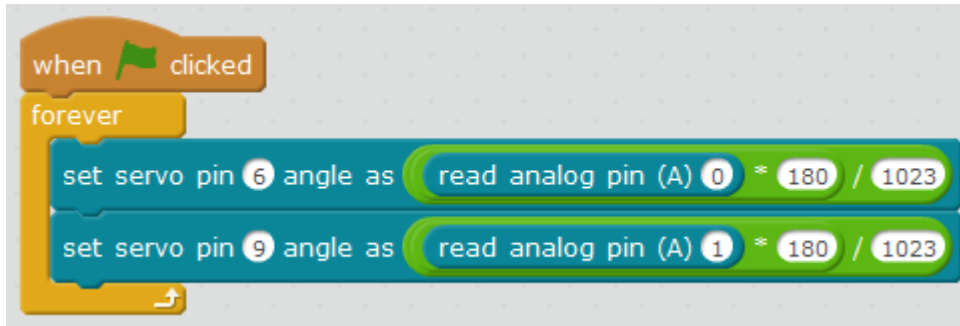 when clicked
forever
set servo pin 6 angle as read analog pin (A) 0 * 180 / 1023
set servo pin 9 angle as read analog pin (A) 1 * 180 / 1023